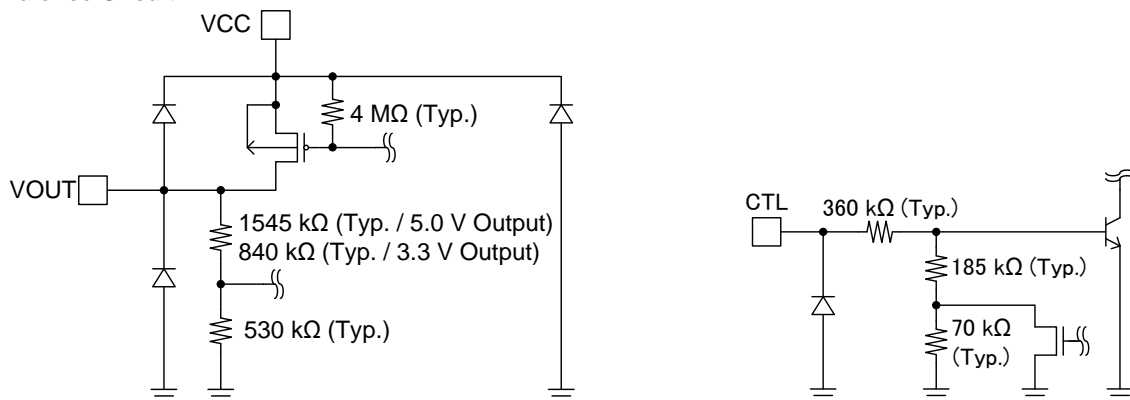 VCC
4 MΩ (Typ.)
VOUT
1545 kΩ (Typ. / 5.0 V Output)
840 kΩ (Typ. / 3.3 V Output)
530 kΩ (Typ.)
CTL
360 kΩ (Typ.)
185 kΩ (Typ.)
70 kΩ
(Typ.)